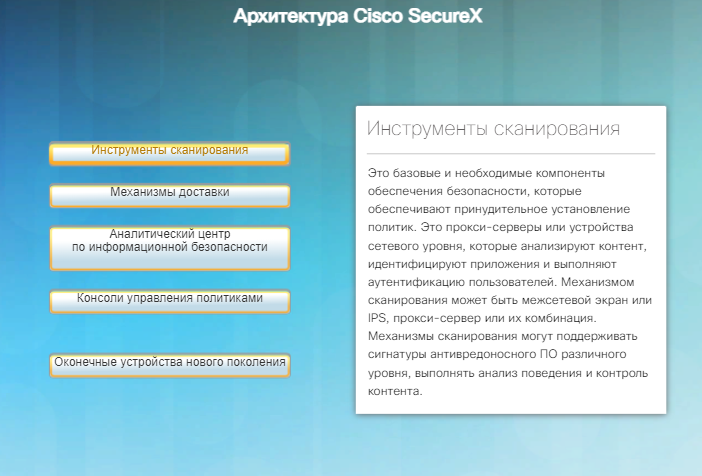 Архитектура Cisco SecureX
Инструменты сканирования
Механизмы доставки
Аналитический центр
по информационной безопасности
Консоли управления политиками
Оконечные устройства нового поколения
Инструменты сканирования
Это базовые и необходимые компоненты
обеспечения безопасности, которые
обеспечивают принудительное установление
политик. Это прокси-серверы или устройства
сетевого уровня, которые анализируют контент,
идентифицируют приложения и выполняют
аутентификацию пользователей. Механизмом
сканирования может быть межсетевой экран или
IPS, прокси-сервер или их комбинация.
Механизмы сканирования могут поддерживать
сигнатуры антивредоносного ПО различного
уровня, выполнять анализ поведения и контроль
контента.